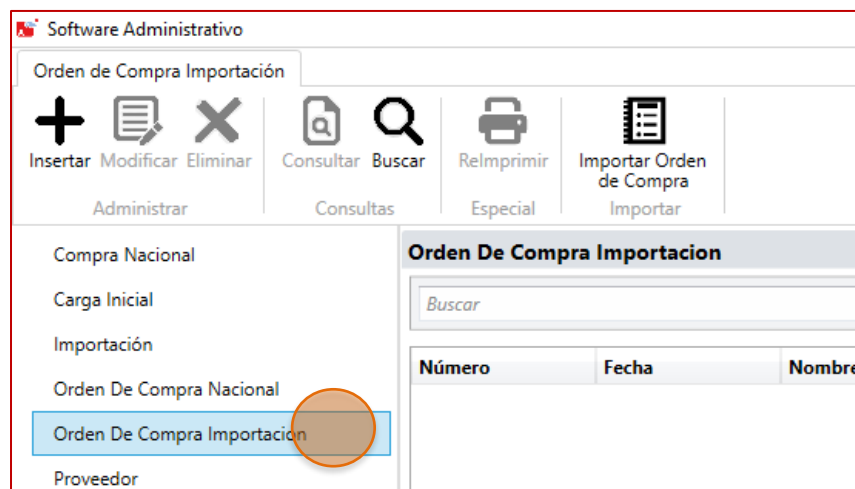 Software Administrativo
Orden de Compra Importación
Insertar Modificar Eliminar Consultar Buscar ReImprimir Importar Orden
de Compra
Administrar Consultas Especial Importar
Compra Nacional
Carga Inicial
Importación
Orden De Compra Nacional
Orden De Compra Importación
Proveedor
Orden De Compra Importacion
Buscar
Número Fecha Nombre